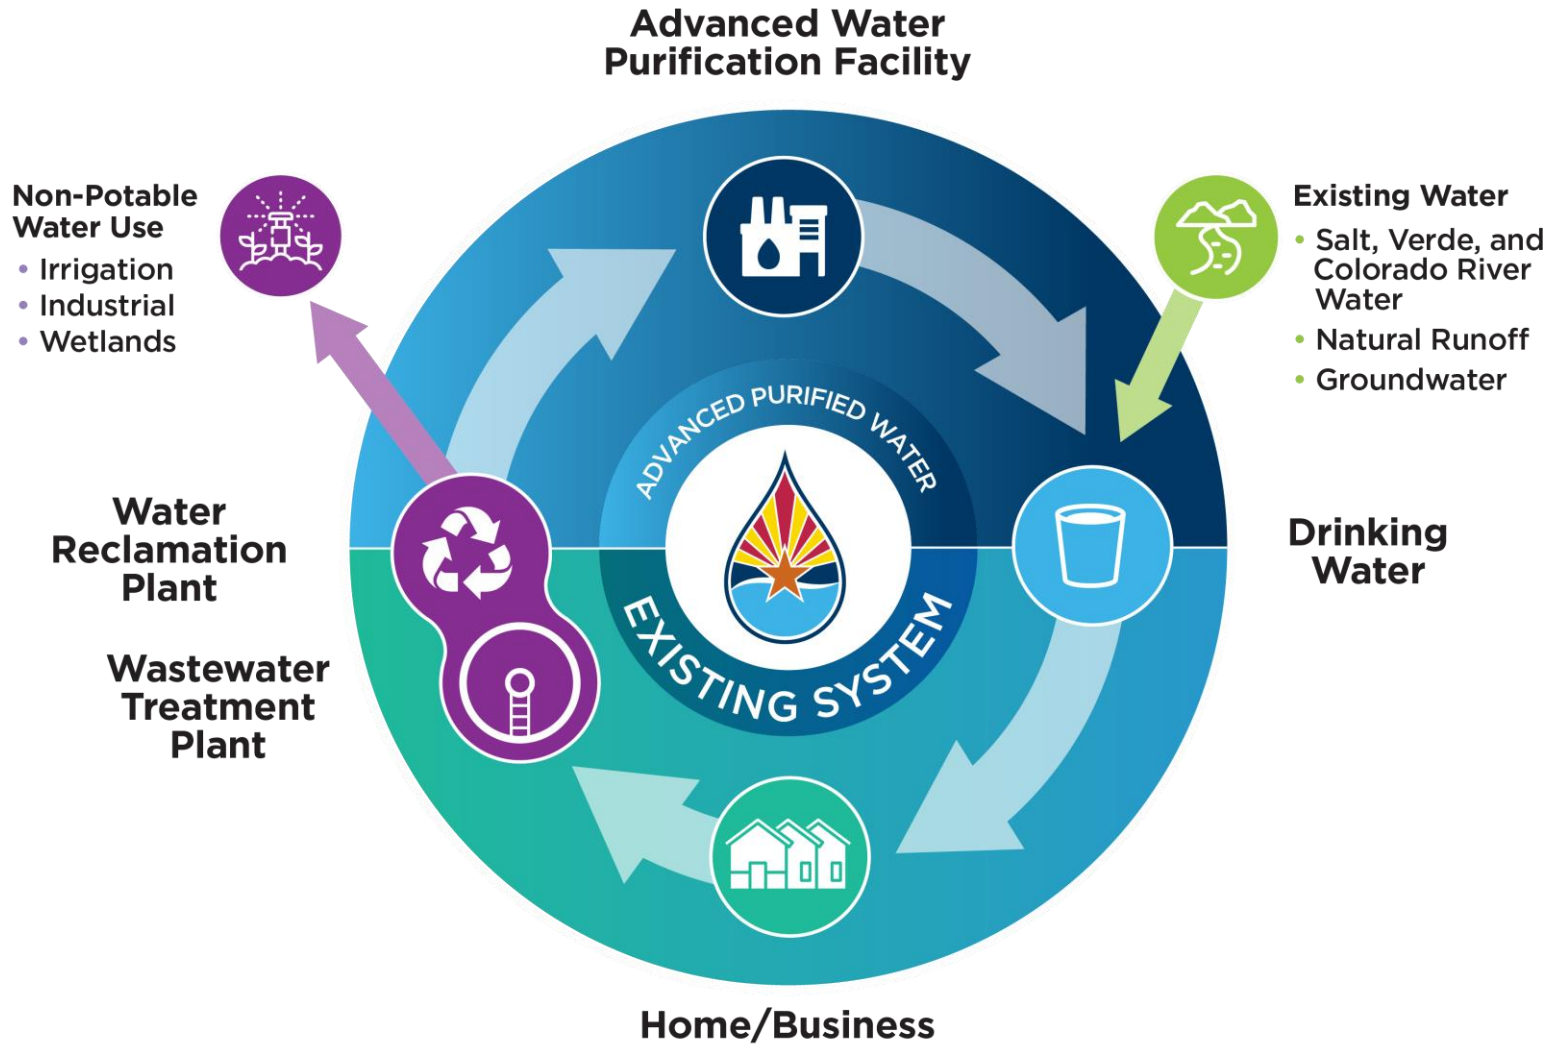 Advanced Water
Purification Facility
Non-Potable
Water Use
• Irrigation
• Industrial
• Wetlands
Existing Water
• Salt, Verde, and
Colorado River
Water
• Natural Runoff
• Groundwater
ADVANCED PURIFIED WATER
EXISTING SYSTEM
Water
Reclamation
Plant
Wastewater
Treatment
Plant
Drinking
Water
Home/Business